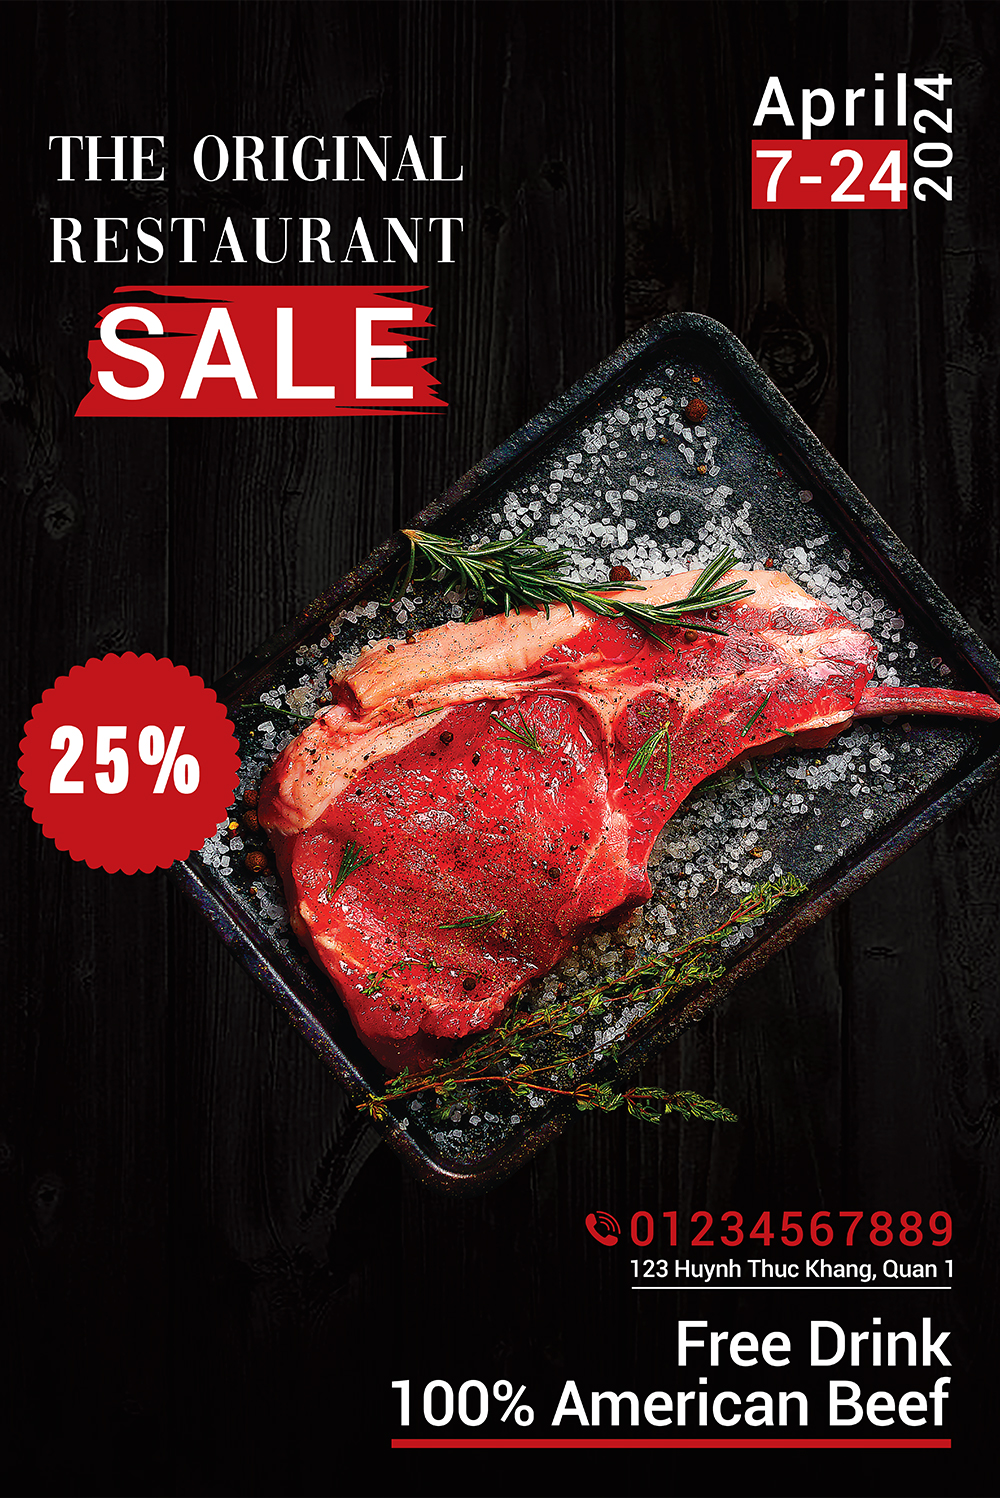 THE ORIGINAL
RESTAURANT
SALE
April
7-24
2024
25%
01234567889
123 Huynh Thuc Khang, Quan 1
Free Drink
100% American Beef